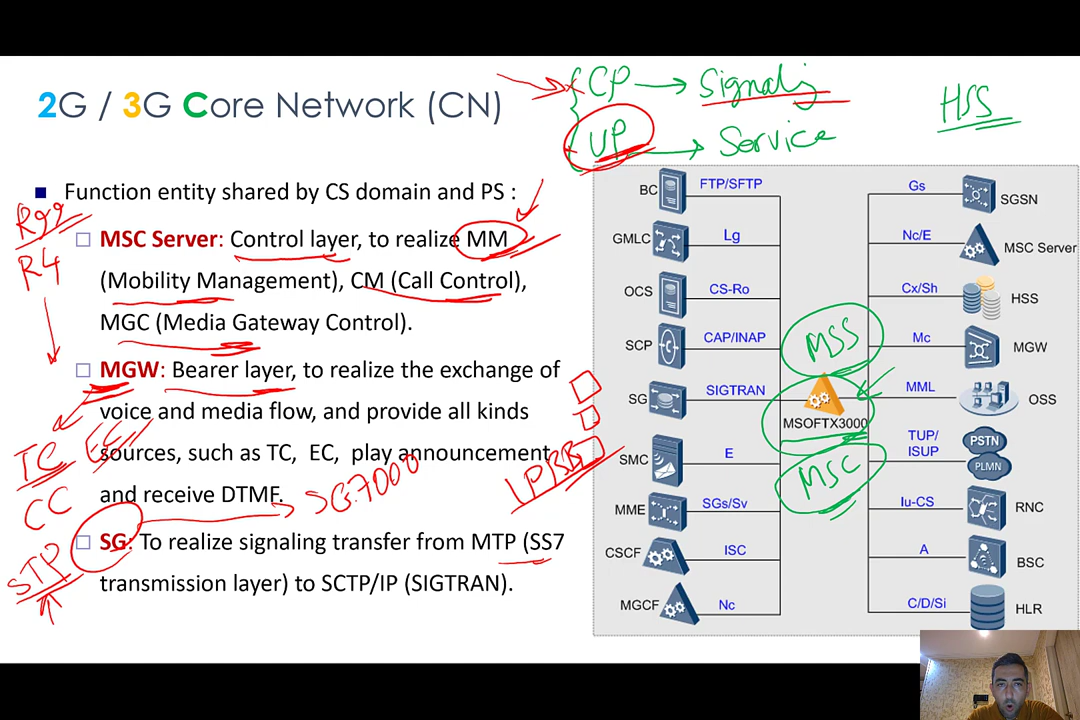 2G / 3G Core Network (CN)
CP → Signaling
UP → Service
HSS
Function entity shared by CS domain and PS :
R99
R4
MSC Server: Control layer, to realize MM
(Mobility Management), CM (Call Control),
MGC (Media Gateway Control).
MGW: Bearer layer, to realize the exchange of
voice and media flow, and provide all kinds
sources, such as TC, EC, play announcement
and receive DTMF.
TC
EC
CC
SG7000
STP
SG: To realize signaling transfer from MTP (SS7
transmission layer) to SCTP/IP (SIGTRAN).
BC
FTP/SFTP
GMLC
Lg
OCS
CS-Ro
SCP
CAP/INAP
SG
SIGTRAN
SMC
E
MME
SGs/Sv
CSCF
ISC
MGCF
Nc
MSS
MSOFTX3000
MSC
Gs
SGSN
Nc/E
MSC Server
Cx/Sh
HSS
Mc
MGW
MML
OSS
TUP/
ISUP
PSTN
PLMN
Iu-CS
RNC
A
BSC
C/D/Si
HLR